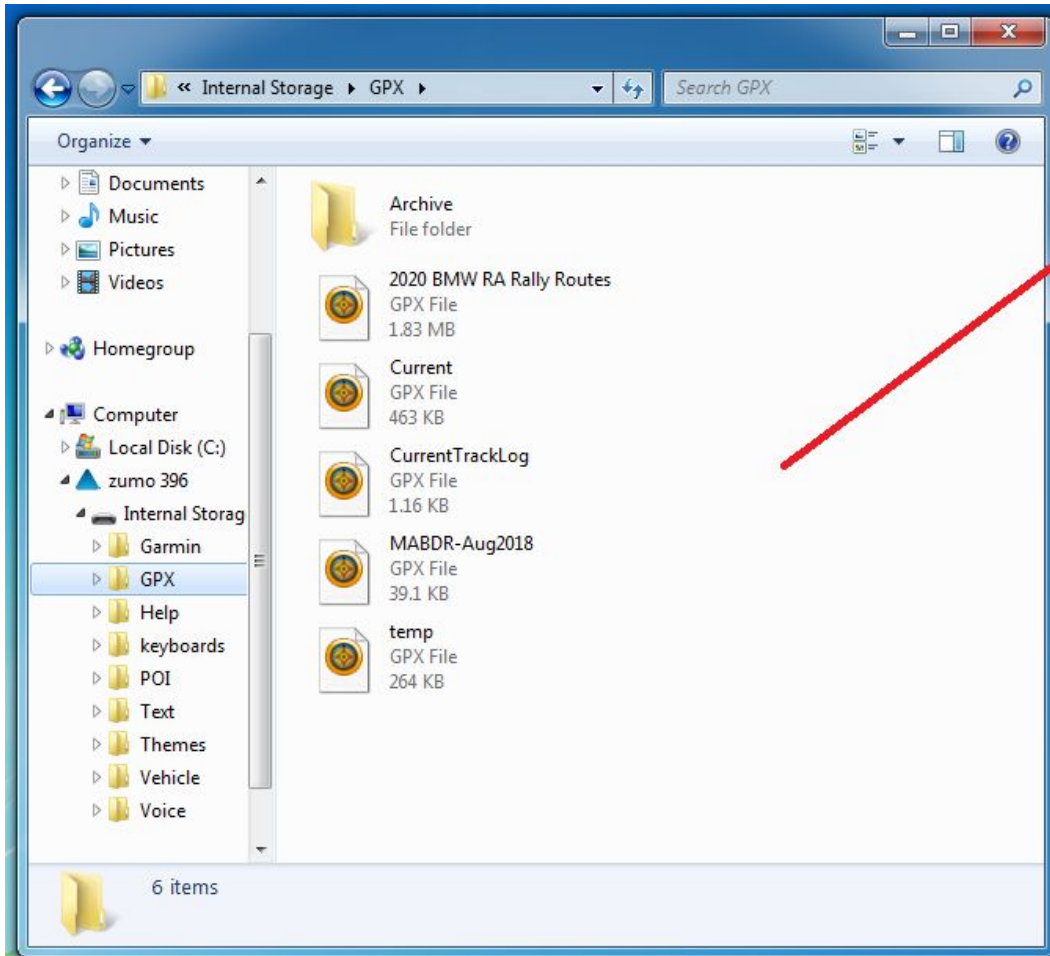 « Internal Storage ▸ GPX ▸
Search GPX
Organize
Documents
Music
Pictures
Videos
Homegroup
Computer
Local Disk (C:)
zumo 396
Internal Storag
Garmin
GPX
Help
keyboards
POI
Text
Themes
Vehicle
Voice
Archive
File folder
2020 BMW RA Rally Routes
GPX File
1.83 MB
Current
GPX File
463 KB
CurrentTrackLog
GPX File
1.16 KB
MABDR-Aug2018
GPX File
39.1 KB
temp
GPX File
264 KB
6 items